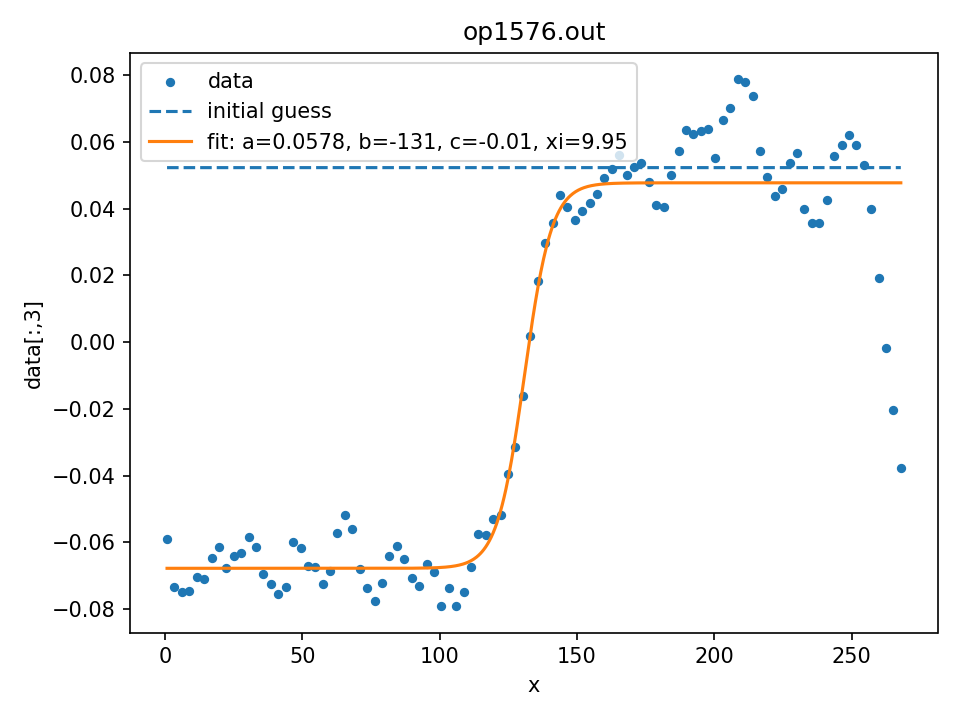 op1576.out
data
initial guess
fit: a=0.0578, b=-131, c=-0.01, xi=9.95
0.08
0.06
0.04
0.02
0.00
−0.02
−0.04
−0.06
−0.08
data[:,3]
0 50 100 150 200 250
x